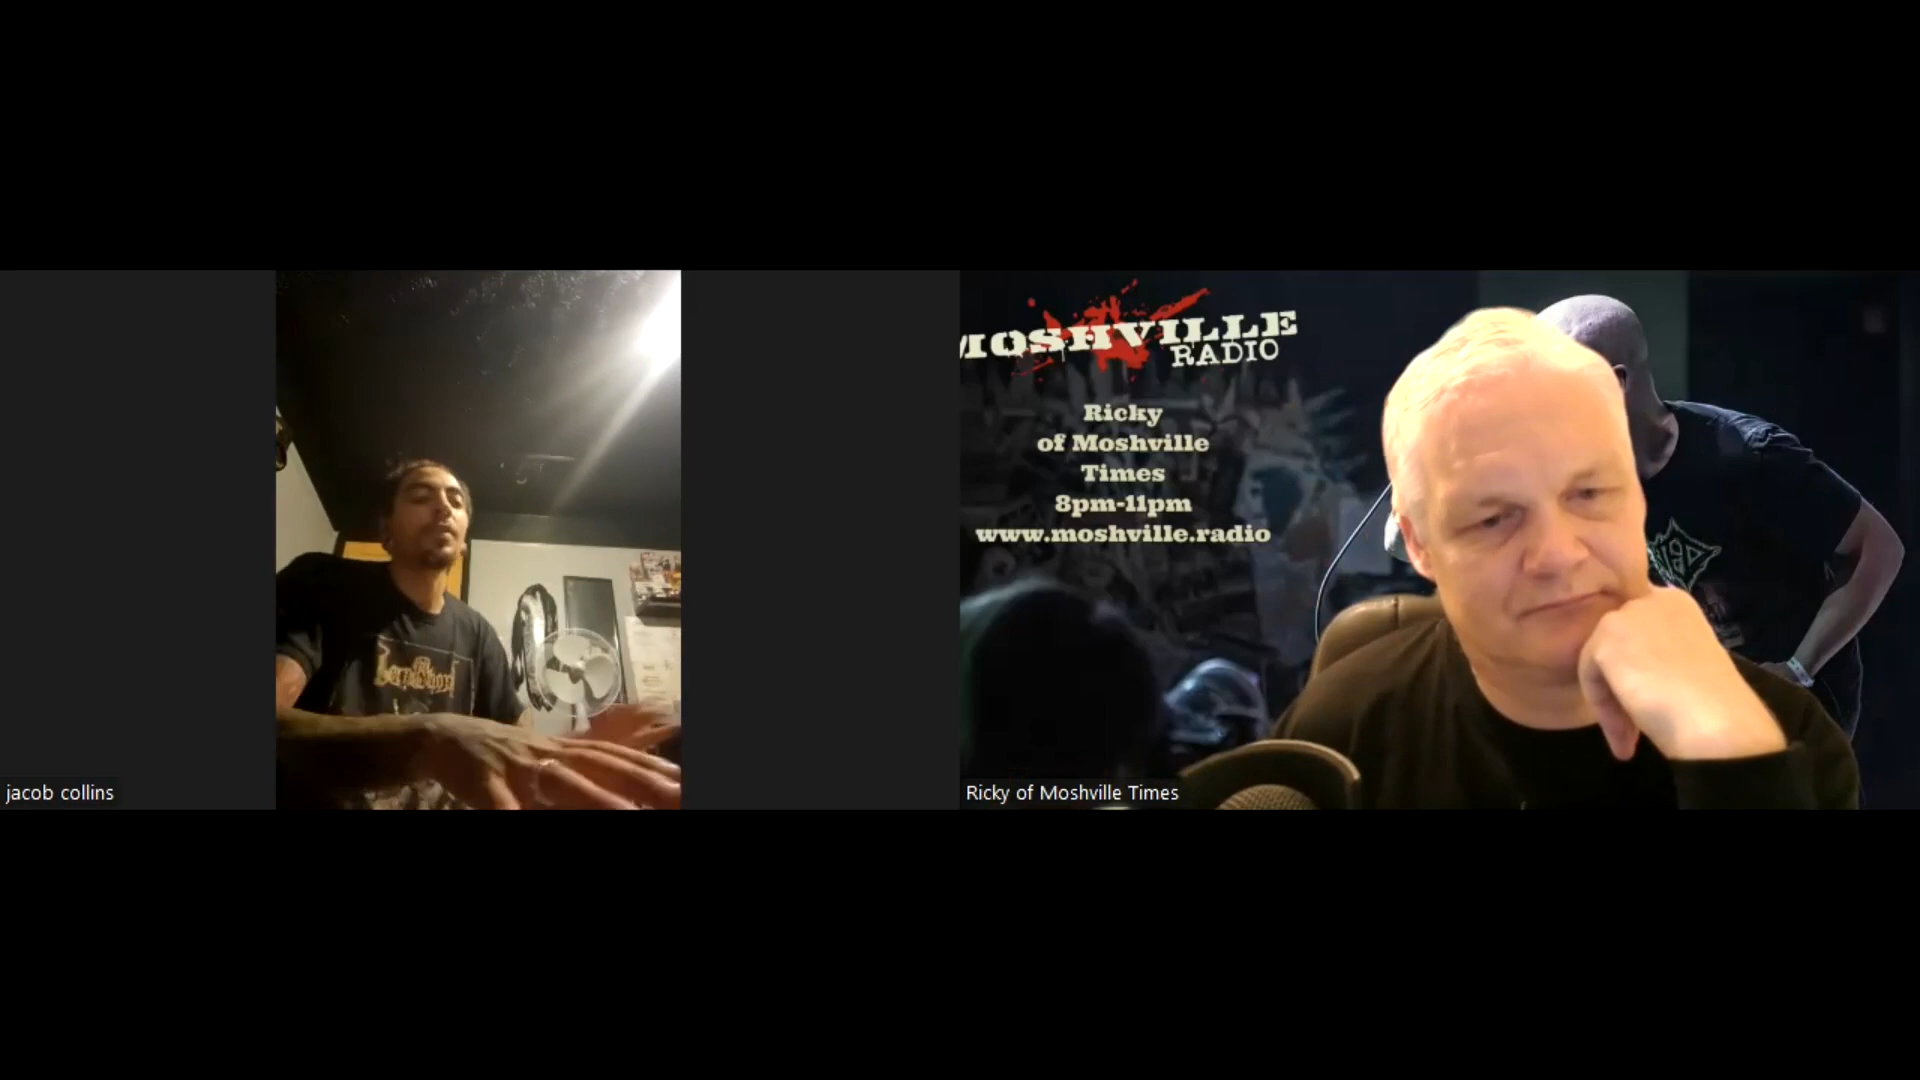 MOSHVILLE
RADIO
Ricky
of Moshville
Times
8pm-11pm
www.moshville.radio
jacob collins
Ricky of Moshville Times